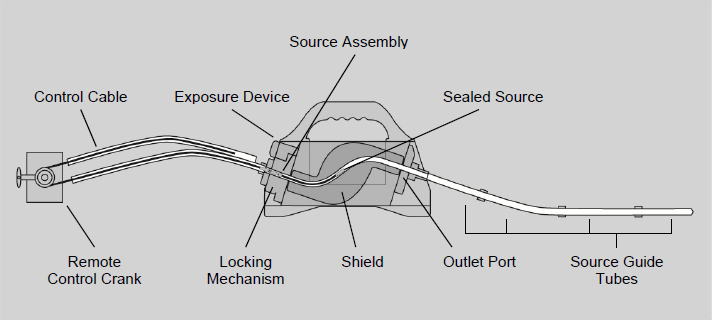 Source Assembly
Control Cable
Exposure Device
Sealed Source
Remote
Control Crank
Locking
Mechanism
Shield
Outlet Port
Source Guide
Tubes